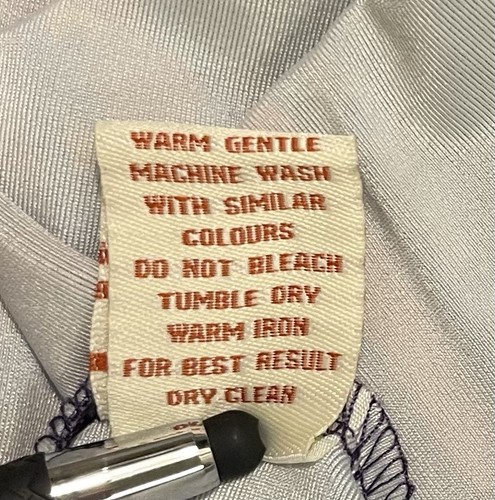 WARM GENTLE
MACHINE WASH
WITH SIMILAR
COLOURS
DO NOT BLEACH
TUMBLE DRY
WARM IRON
FOR BEST RESULT
DRY CLEAN